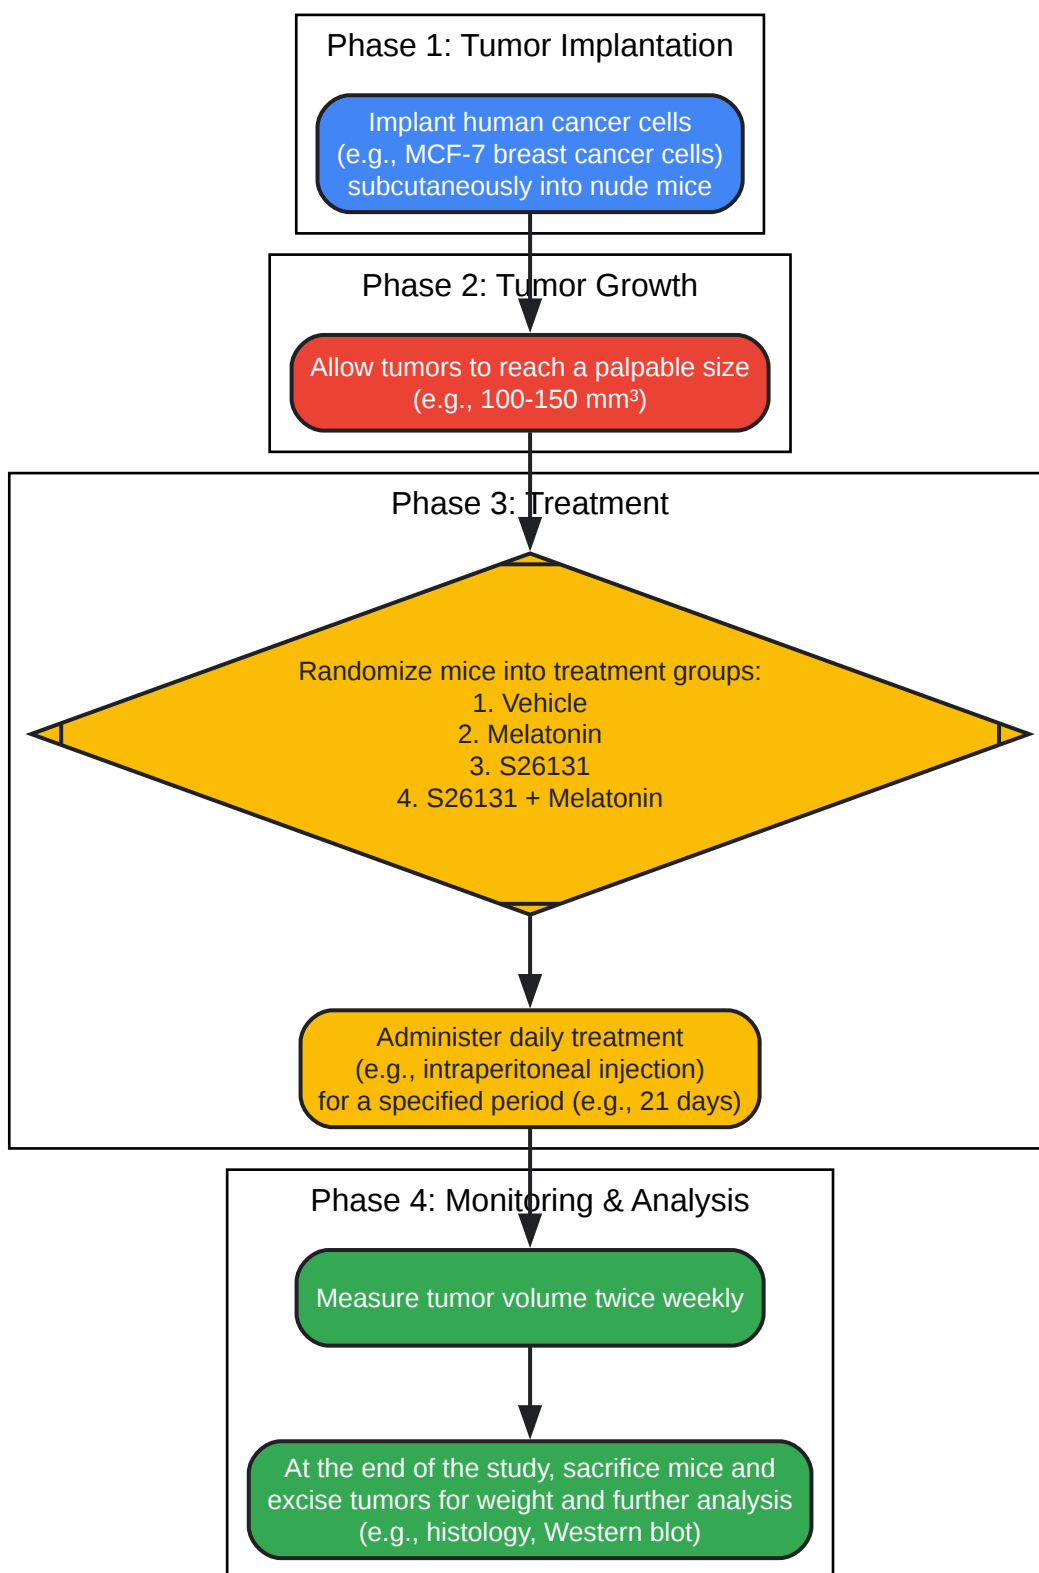 Phase 1: Tumor Implantation
Implant human cancer cells
(e.g., MCF-7 breast cancer cells)
subcutaneously into nude mice
Phase 2: Tumor Growth
Allow tumors to reach a palpable size
(e.g., 100-150 mm³)
Phase 3: Treatment
Randomize mice into treatment groups:
1. Vehicle
2. Melatonin
3. S26131
4. S26131 + Melatonin
Administer daily treatment
(e.g., intraperitoneal injection)
for a specified period (e.g., 21 days)
Phase 4: Monitoring & Analysis
Measure tumor volume twice weekly
At the end of the study, sacrifice mice and
excise tumors for weight and further analysis
(e.g., histology, Western blot)